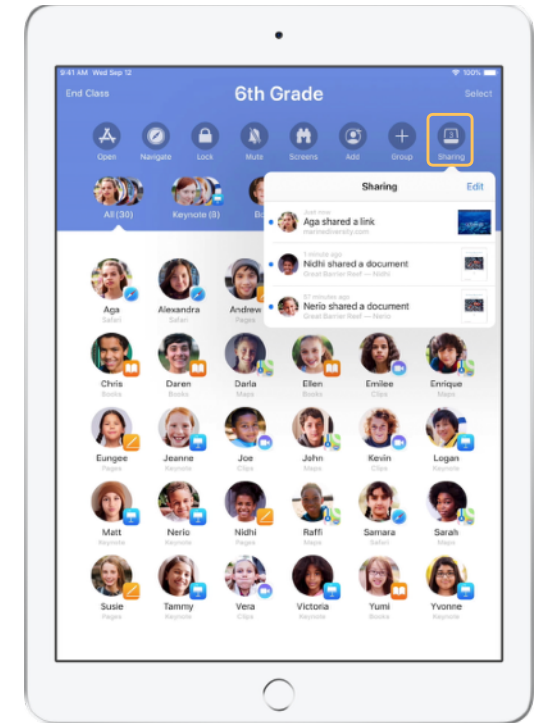 9:41 AM Wed Sep 12
100%
End Class
6th Grade
Select
Open
Navigate
Lock
Mute
Screens
Add
Group
3
Sharing
All (30)
Keynote (8)
Sharing
Edit
Just now
Aga shared a link
marinediversity.com
1 minute ago
Nidhi shared a document
Great Barrier Reef — Nidhi
57 minutes ago
Nerio shared a document
Great Barrier Reef — Nerio
Aga
Alexandra
Andrew
Safari
Safari
Pages
Chris
Daren
Darla
Ellen
Emilee
Enrique
Books
Books
Maps
Books
Clips
Maps
Eungee
Jeanne
Joe
John
Kevin
Logan
Pages
Keynote
Clips
Maps
Clips
Keynote
Matt
Nerio
Nidhi
Raffi
Samara
Sarah
Keynote
Keynote
Pages
Maps
Safari
Maps
Susie
Tammy
Vera
Victoria
Yumi
Yvonne
Pages
Keynote
Clips
Keynote
Books
Keynote